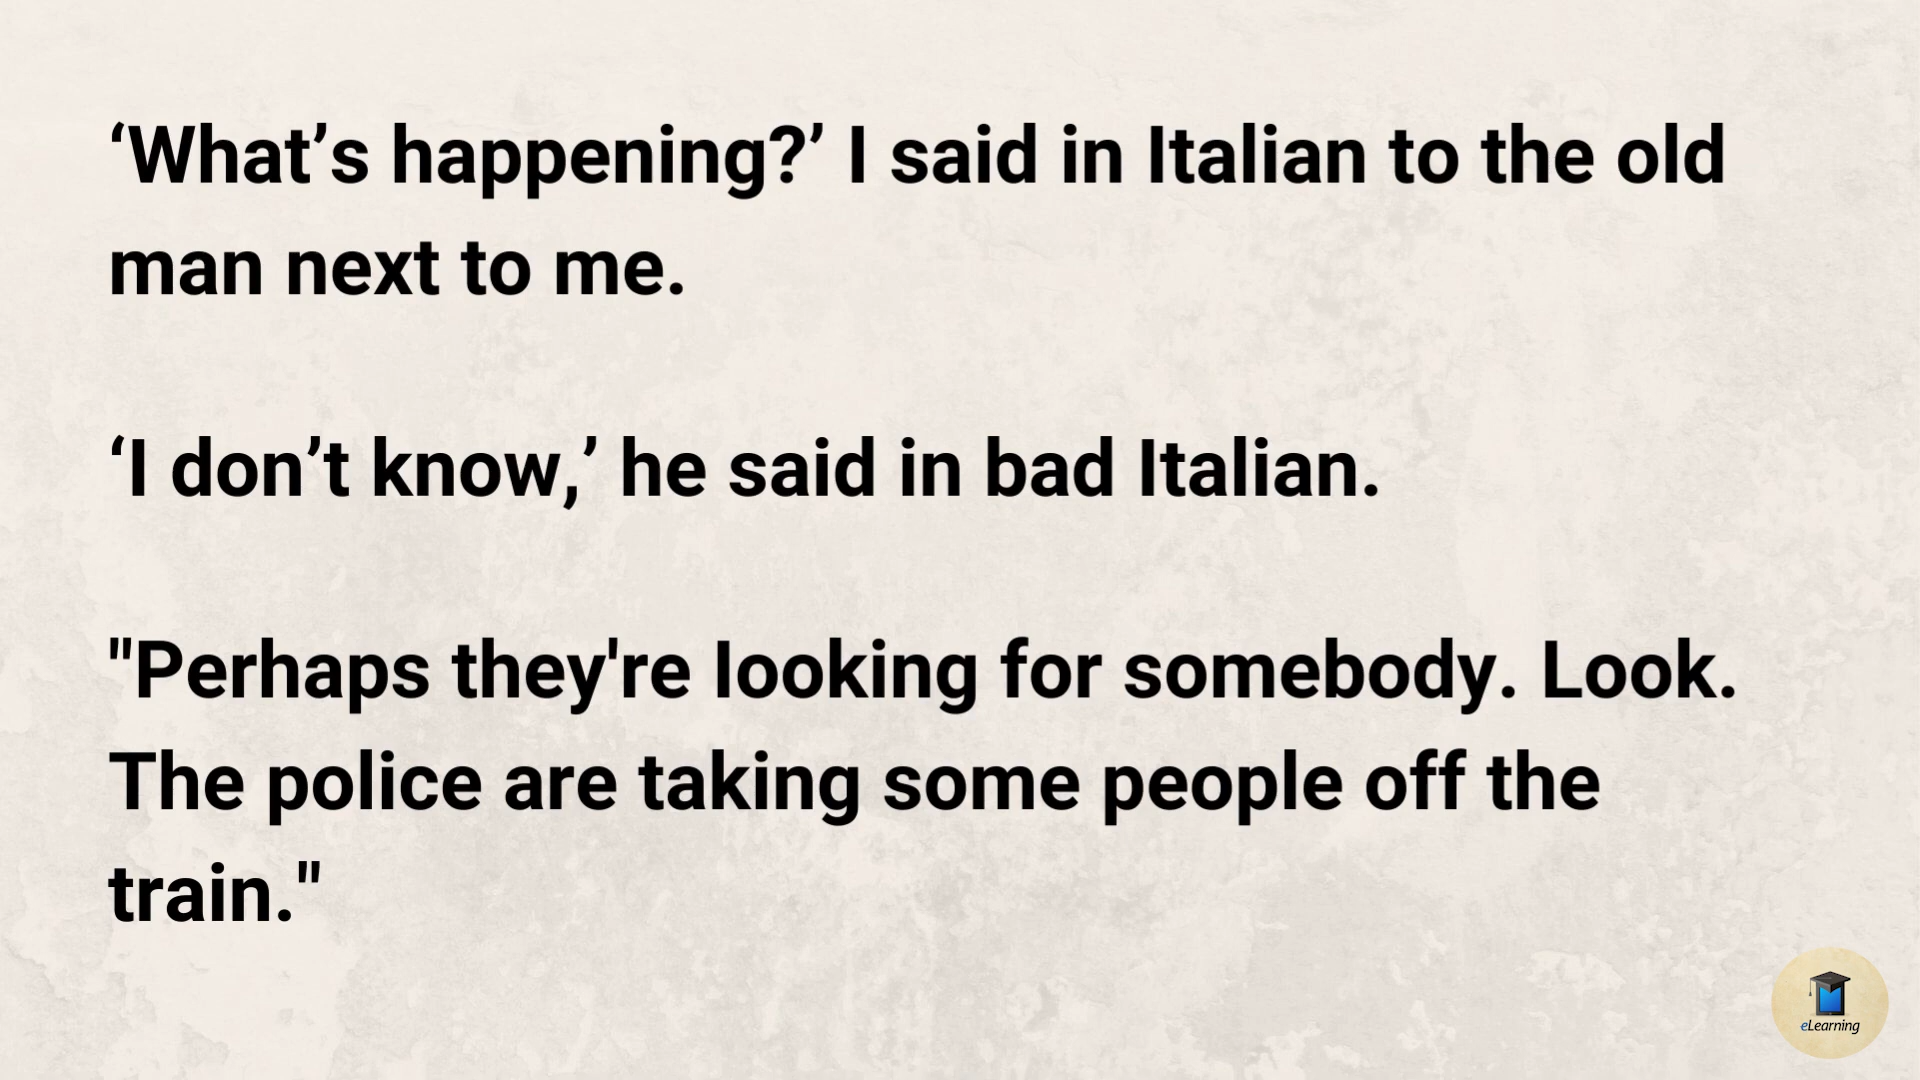 ‘What’s happening?’ I said in Italian to the old
man next to me.
‘I don’t know,’ he said in bad Italian.
"Perhaps they're looking for somebody. Look.
The police are taking some people off the
train."
eLearning